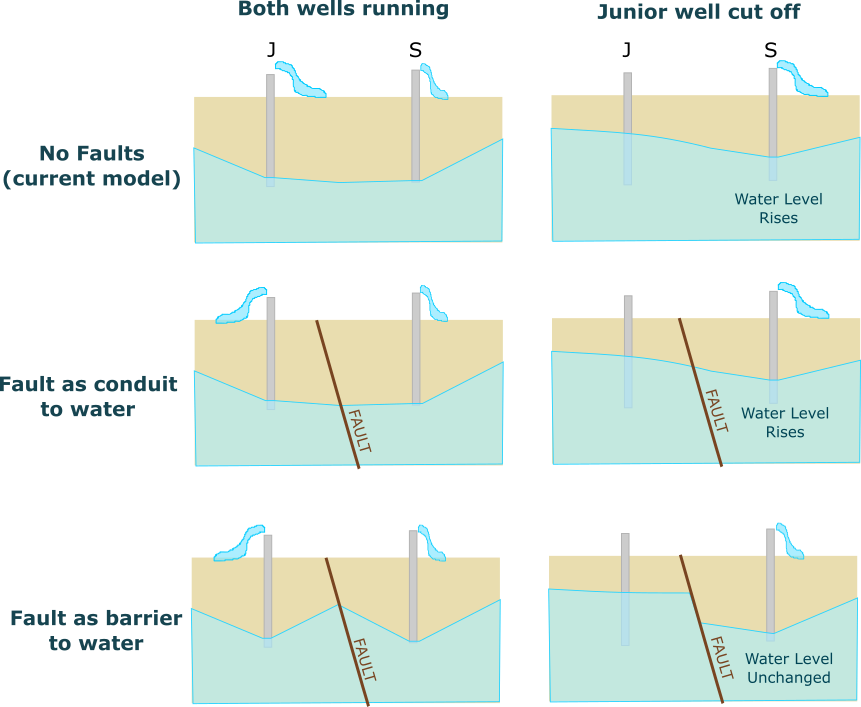 Both wells running
Junior well cut off
J
S
J
S
No Faults
(current model)
Water Level
Rises
Fault as conduit
to water
FAULT
FAULT
Water Level
Rises
Fault as barrier
to water
FAULT
FAULT
Water Level
Unchanged